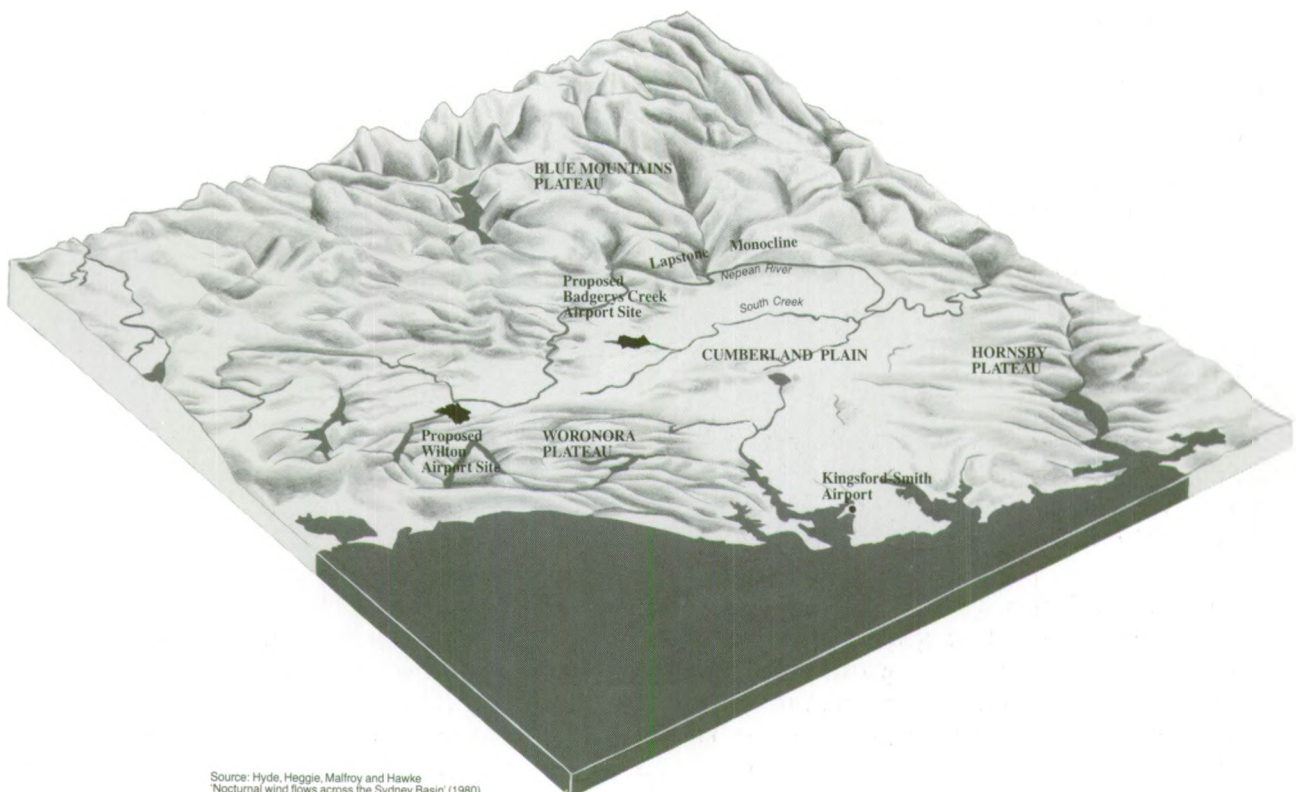 BLUE MOUNTAINS
PLATEAU
Lapstone Monocline
Nepean River
Proposed
Badgerys Creek
Airport Site
South Creek
CUMBERLAND PLAIN
HORNSBY
PLATEAU
Proposed
Wilton
Airport Site
WORONORA
PLATEAU
Kingsford-Smith
Airport
Source: Hyde, Heggie, Malfroy and Hawke
'Nocturnal wind flows across the Sydney Basin' (1980)